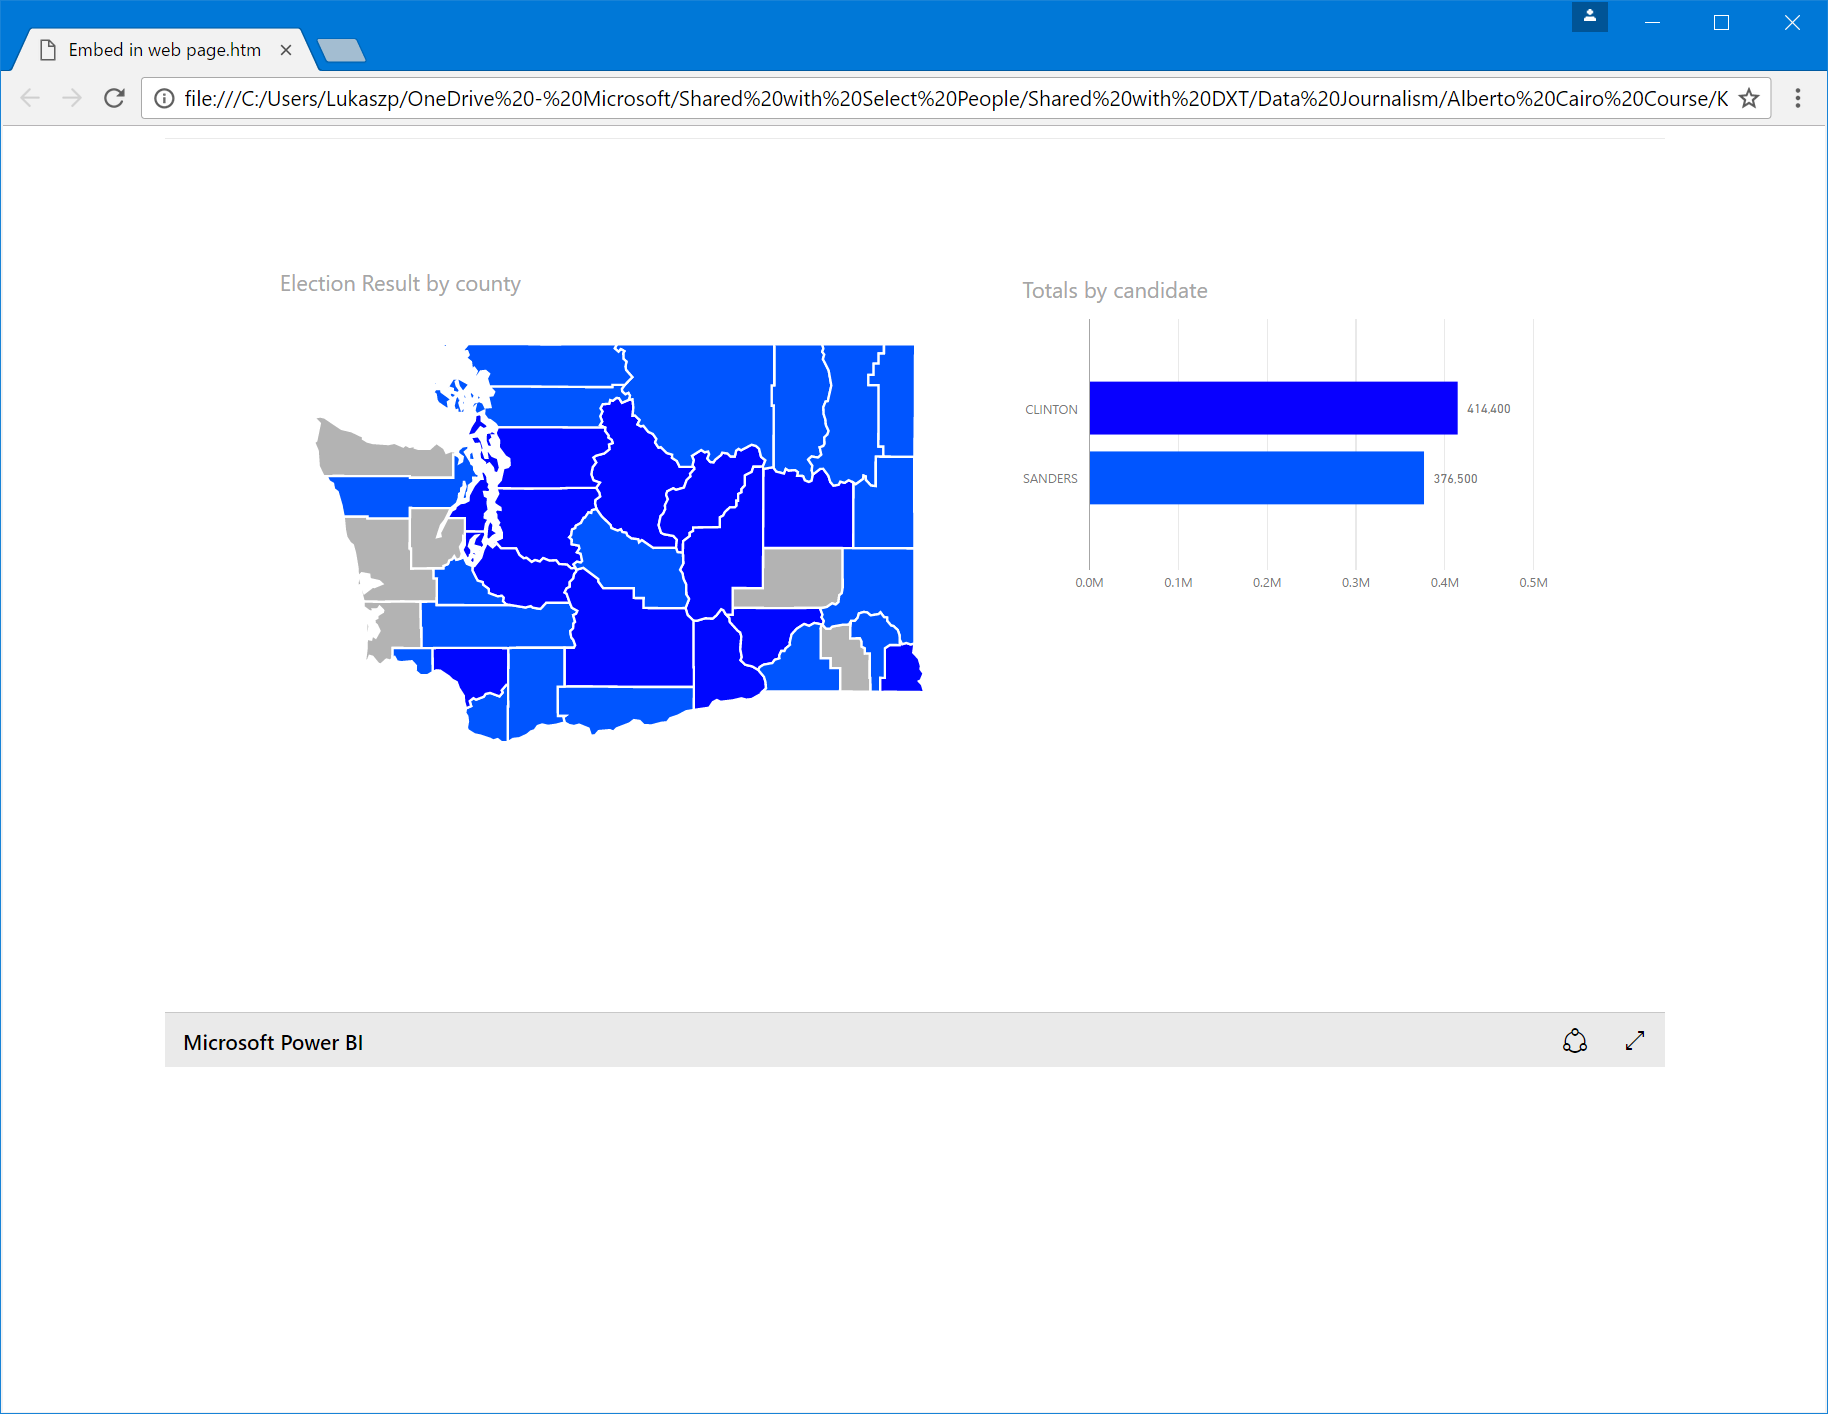 Embed in web page.htm
file:///C:/Users/Lukaszp/OneDrive%20-%20Microsoft/Shared%20with%20Select%20People/Shared%20with%20DXT/Data%20Journalism/Alberto%20Cairo%20Course/K
Election Result by county
Totals by candidate
CLINTON 414,400
SANDERS 376,500
0.0M 0.1M 0.2M 0.3M 0.4M 0.5M
Microsoft Power BI